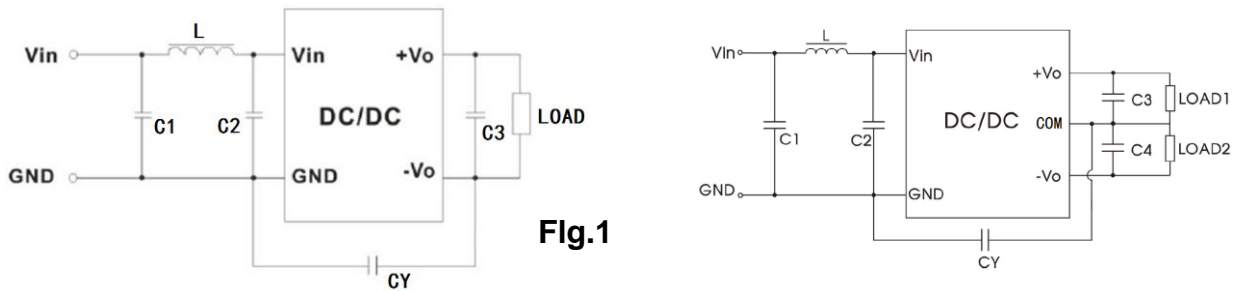 L
Vin
Vin
+Vo
C1
C2
DC/DC
C3
LOAD
GND
GND
-Vo
CY
FIg.1
L
VIn
Vin
+Vo
C3
LOAD1
C1
C2
DC/DC
COM
C4
LOAD2
GND
GND
-Vo
CY